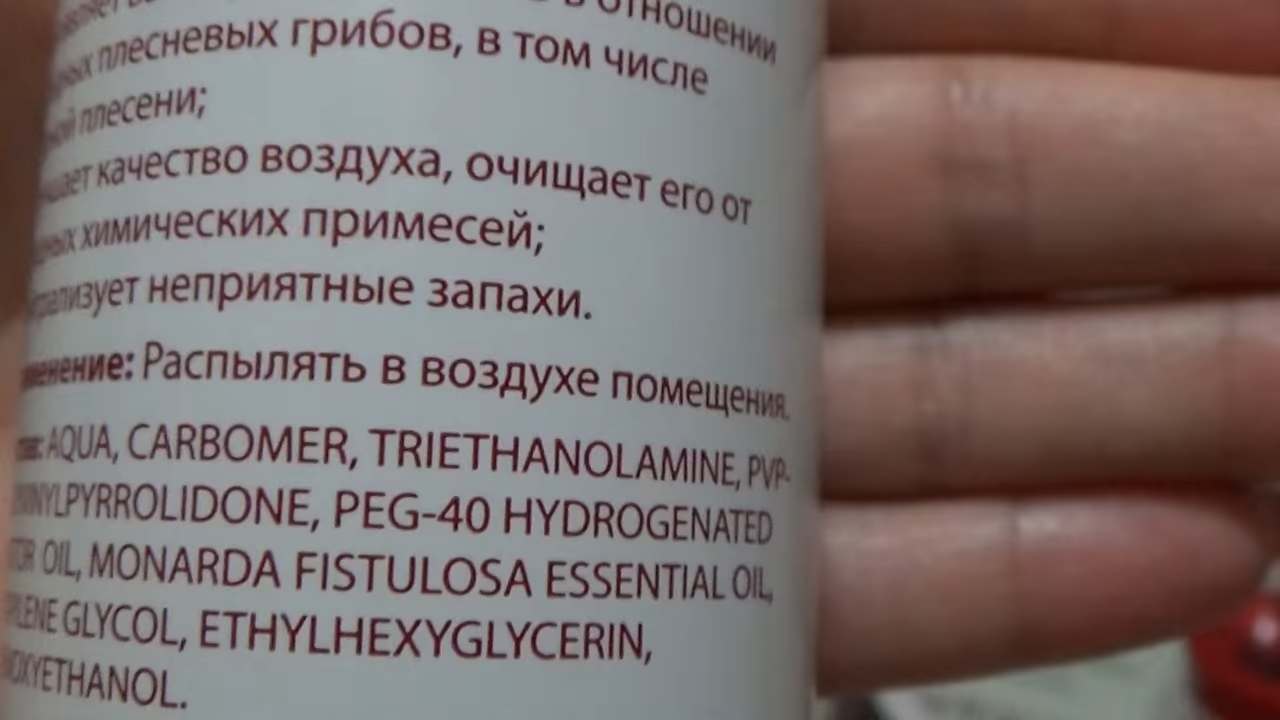 в отношении
плесневых грибов, в том числе
плесени;
качество воздуха, очищает его от
химических примесей;
неприятные запахи.
Распылять в воздухе помещения.
AQUA, CARBOMER, TRIETHANOLAMINE, PVP-
HYDROGENATED PEG-40
OIL, MONARDA FISTULOSA ESSENTIAL OIL,
GLYCOL, ETHYLHEXYGLYCERIN,